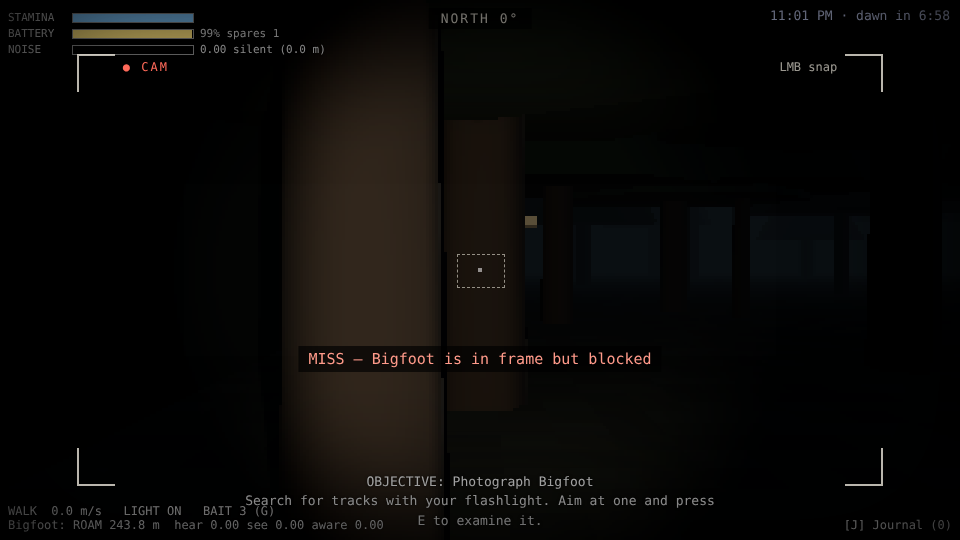 STAMINA
BATTERY 99% spares 1
NOISE 0.00 silent (0.0 m)
NORTH 0°
11:01 PM · dawn in 6:58
● CAM
LMB snap
MISS — Bigfoot is in frame but blocked
OBJECTIVE: Photograph Bigfoot
Search for tracks with your flashlight. Aim at one and press
E to examine it.
WALK 0.0 m/s LIGHT ON BAIT 3 (G)
Bigfoot: ROAM 243.8 m hear 0.00 see 0.00 aware 0.00
[J] Journal (0)